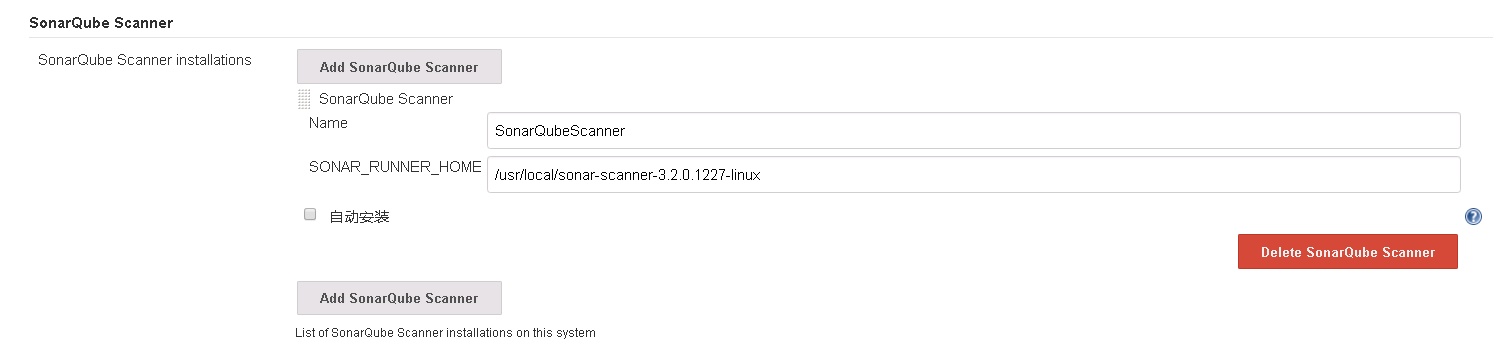 SonarQube Scanner
SonarQube Scanner installations
Add SonarQube Scanner
SonarQube Scanner
Name
SonarQubeScanner
SONAR_RUNNER_HOME
/usr/local/sonar-scanner-3.2.0.1227-linux
自动安装
?
Delete SonarQube Scanner
Add SonarQube Scanner
List of SonarQube Scanner installations on this system